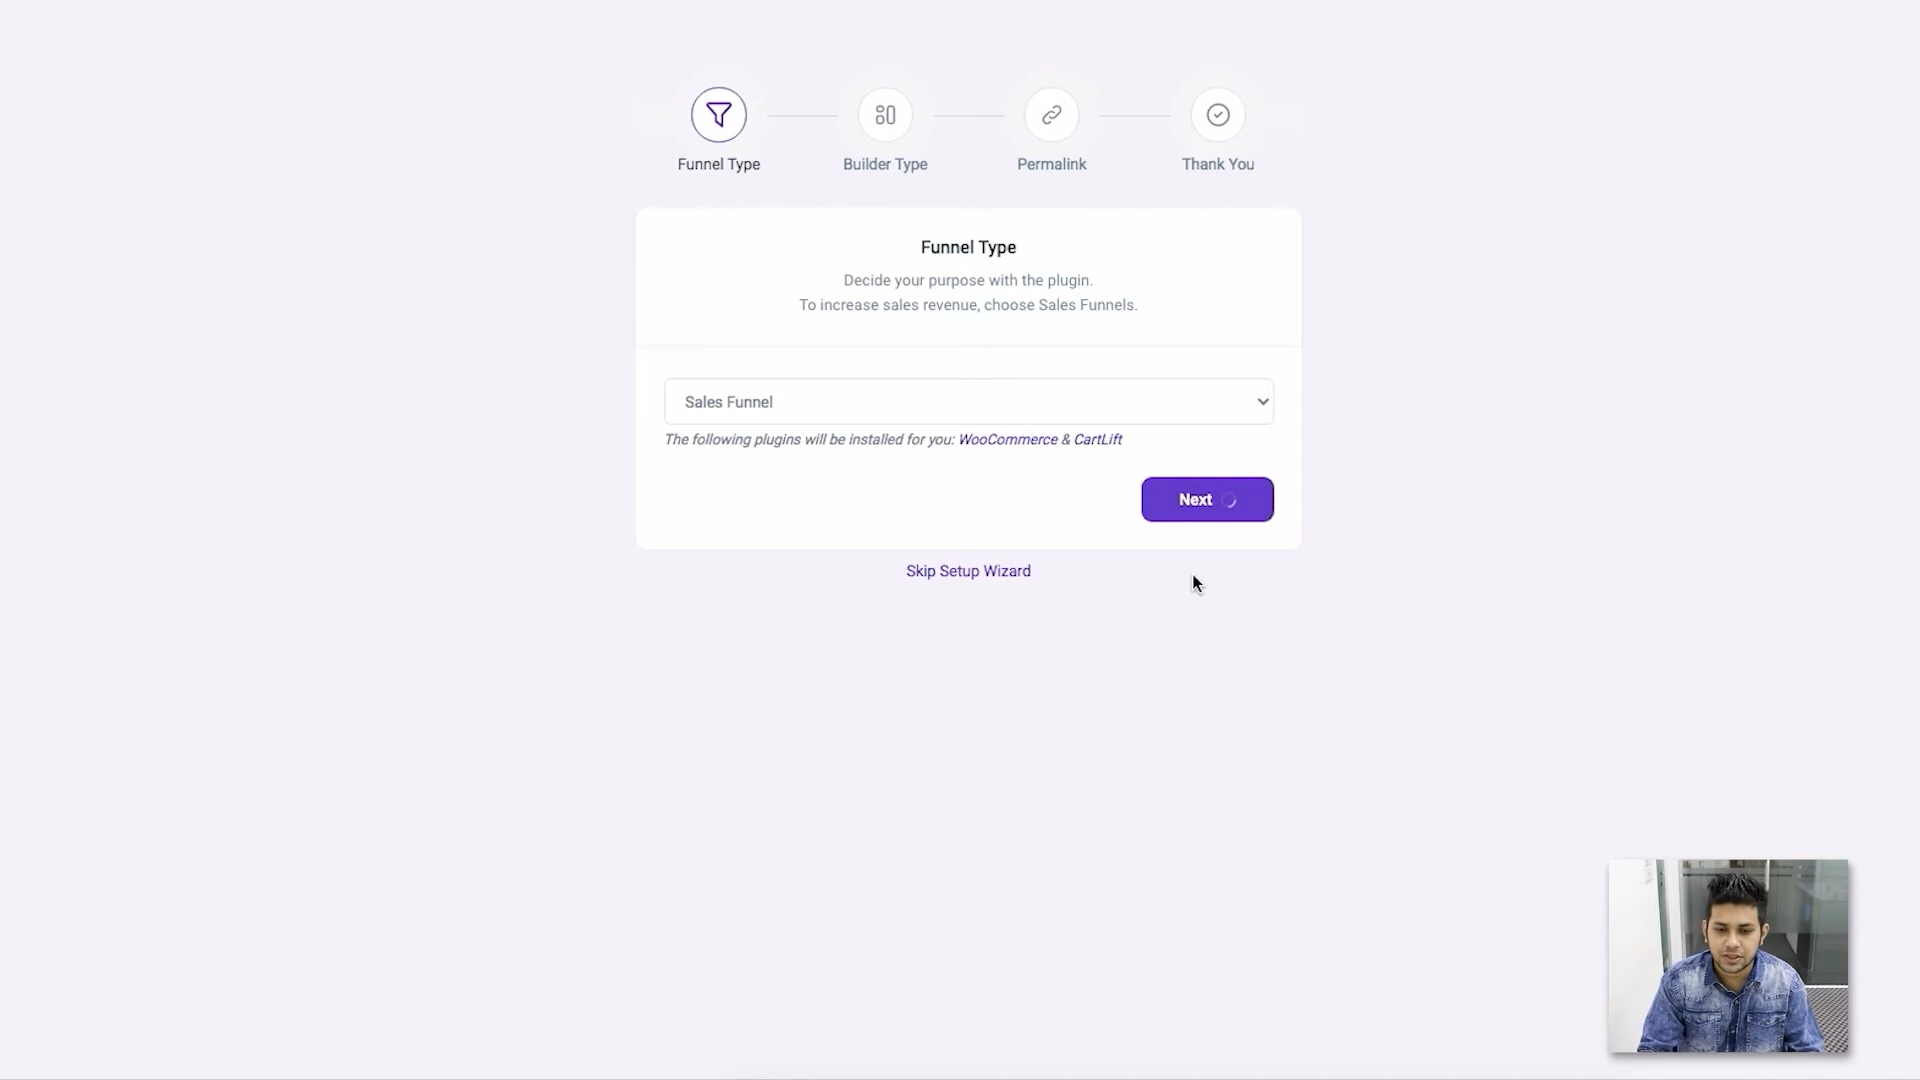 Funnel Type
Builder Type
Permalink
Thank You
Funnel Type
Decide your purpose with the plugin.
To increase sales revenue, choose Sales Funnels.
Sales Funnel
The following plugins will be installed for you: WooCommerce & CartLift
Next
Skip Setup Wizard